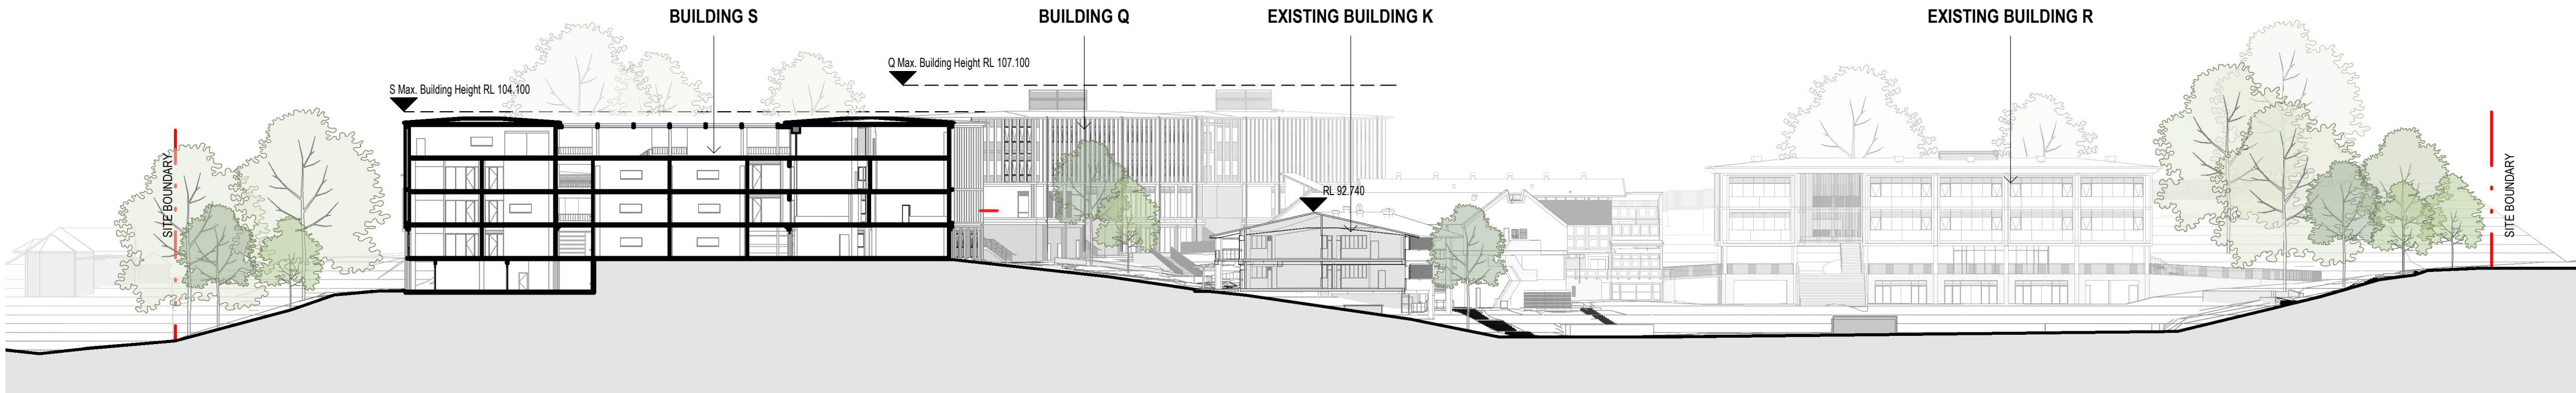 BUILDING S
BUILDING Q
EXISTING BUILDING K
EXISTING BUILDING R
Q Max. Building Height RL 107.100
S Max. Building Height RL 104.100
SITE BOUNDARY
RL 92.740
SITE BOUNDARY